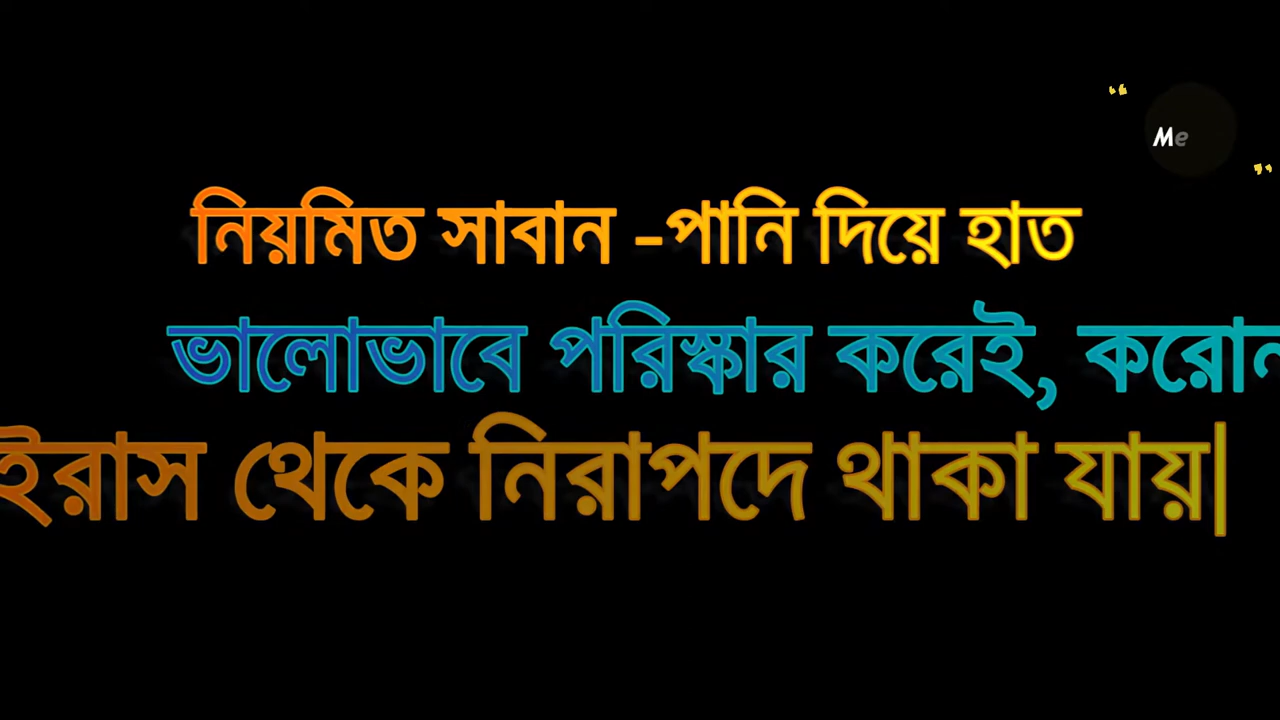 “
Me
”
নিয়মিত সাবান -পানি দিয়ে হাত
ভালোভাবে পরিস্কার করেই, করোন
ইরাস থেকে নিরাপদে থাকা যায়|